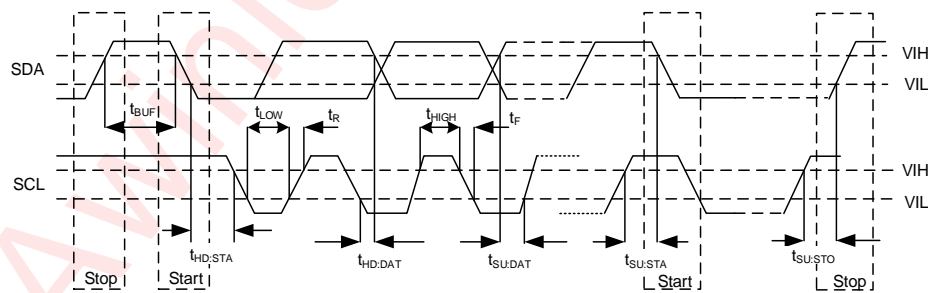 SDA
VIH
VIL
tBUF
tLOW
tR
tHIGH
tF
SCL
VIH
VIL
tHD:STA
tHD:DAT
tSU:DAT
tSU:STA
tSU:STO
Stop
Start
Start
Stop
Awinic